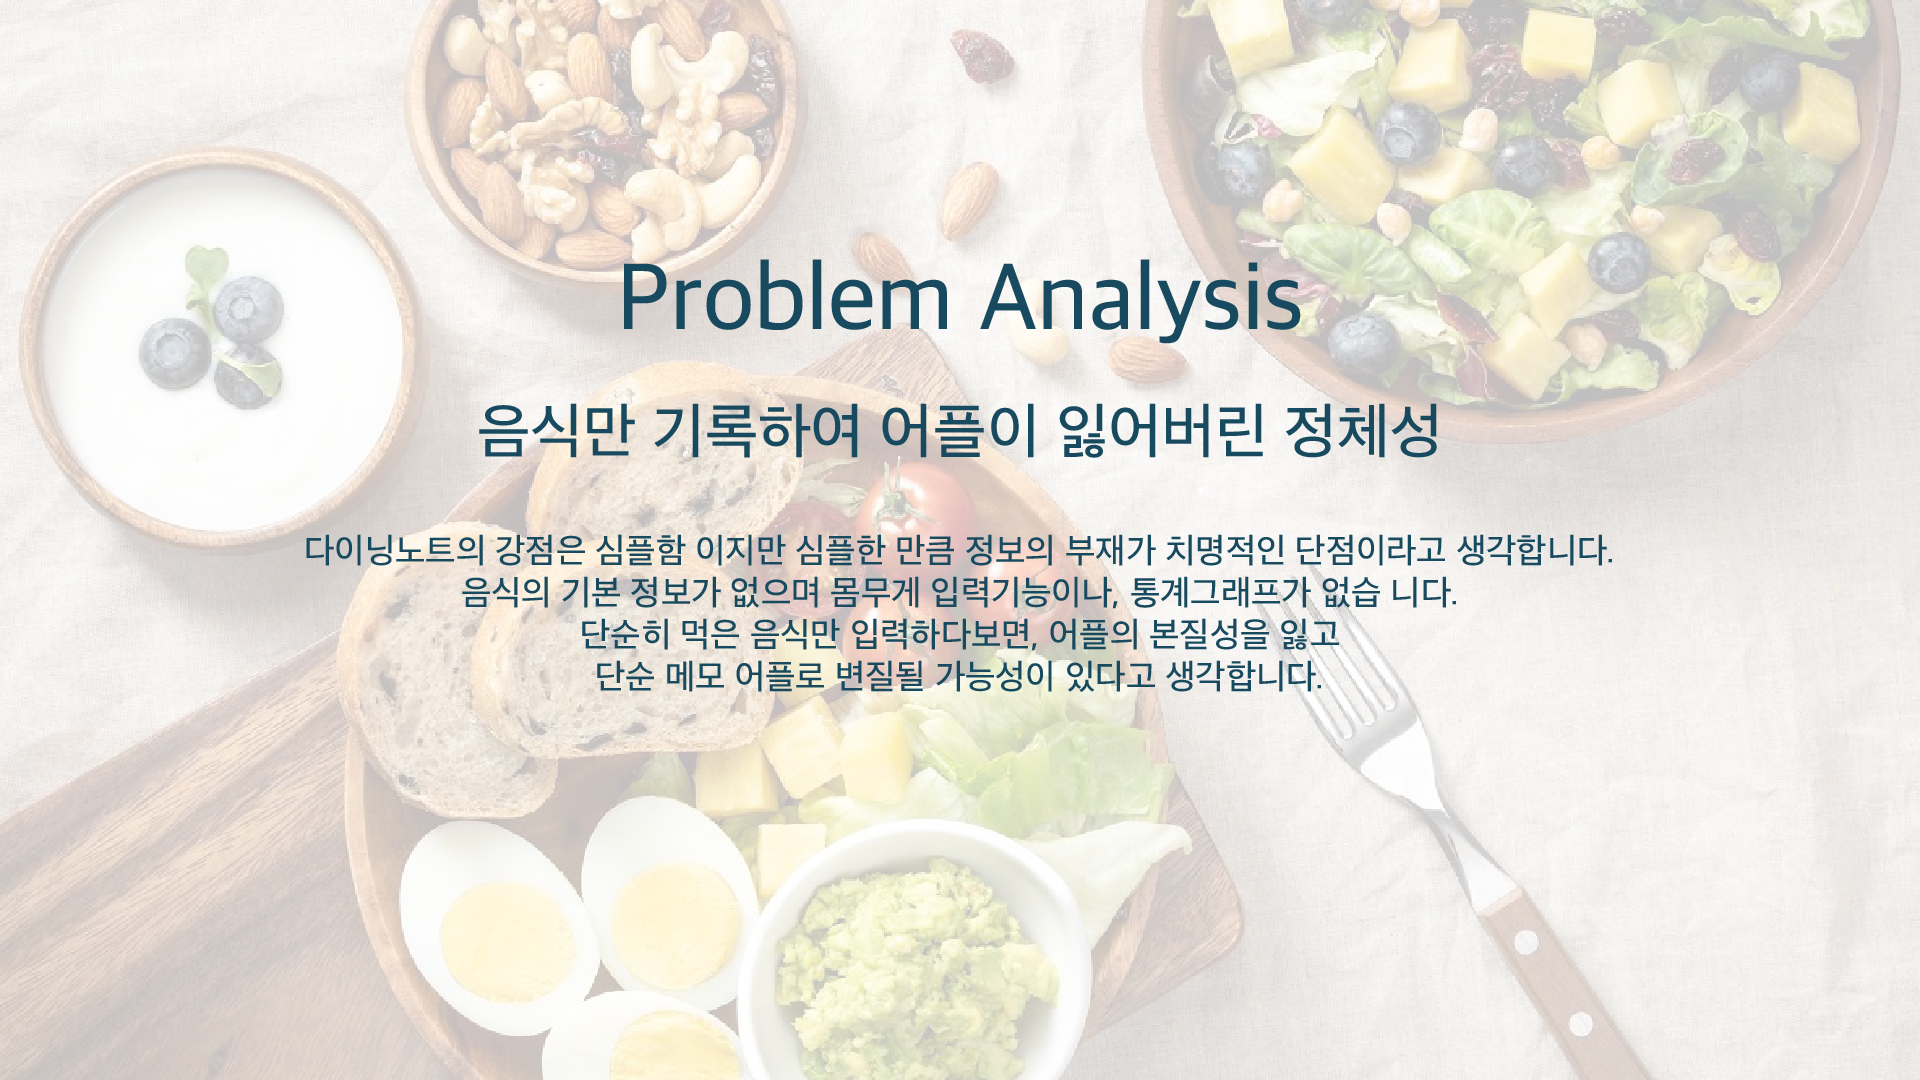 Problem Analysis
음식만 기록하여 어플이 잃어버린 정체성
다이닝노트의 강점은 심플함 이지만 심플한 만큼 정보의 부재가 치명적인 단점이라고 생각합니다.
음식의 기본 정보가 없으며 몸무게 입력기능이나, 통계그래프가 없습 니다.
단순히 먹은 음식만 입력하다보면, 어플의 본질성을 잃고
단순 메모 어플로 변질될 가능성이 있다고 생각합니다.